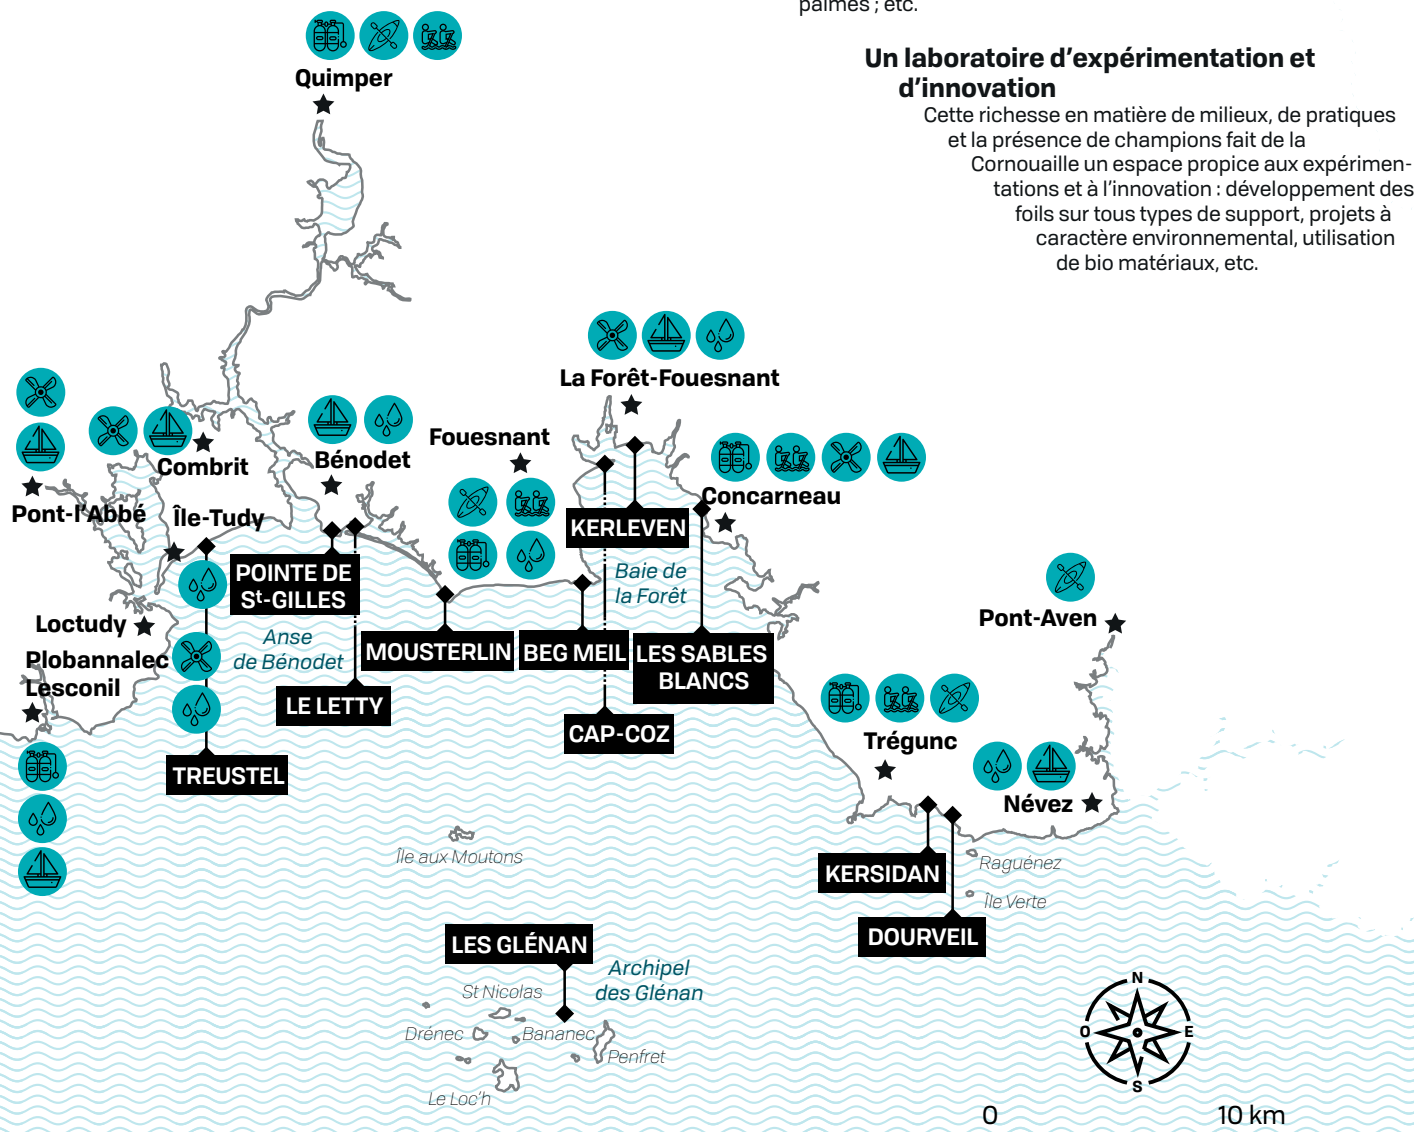 palmes ; etc.
Un laboratoire d'expérimentation et
d'innovation
Cette richesse en matière de milieux, de pratiques
et la présence de champions fait de la
Cornouaille un espace propice aux expérimen-
tations et à l'innovation : développement des
foils sur tous types de support, projets à
caractère environnemental, utilisation
de bio matériaux, etc.
Quimper
La Forêt-Fouesnant
Fouesnant
Bénodet
Combrit
Concarneau
Pont-l'Abbé
Île-Tudy
KERLEVEN
POINTE DE
St-GILLES
Baie de
la Forêt
Loctudy
Pont-Aven
Anse
de Bénodet
MOUSTERLIN
BEG MEIL
LES SABLES
BLANCS
Plobannalec
Lesconil
LE LETTY
CAP-COZ
Trégunc
TREUSTEL
Névez
Île aux Moutons
Raguénez
KERSIDAN
Île Verte
DOURVEIL
LES GLÉNAN
Archipel
des Glénan
St Nicolas
Drénec
Bananec
Penfret
Le Loc'h
N
O
E
S
0
10 km